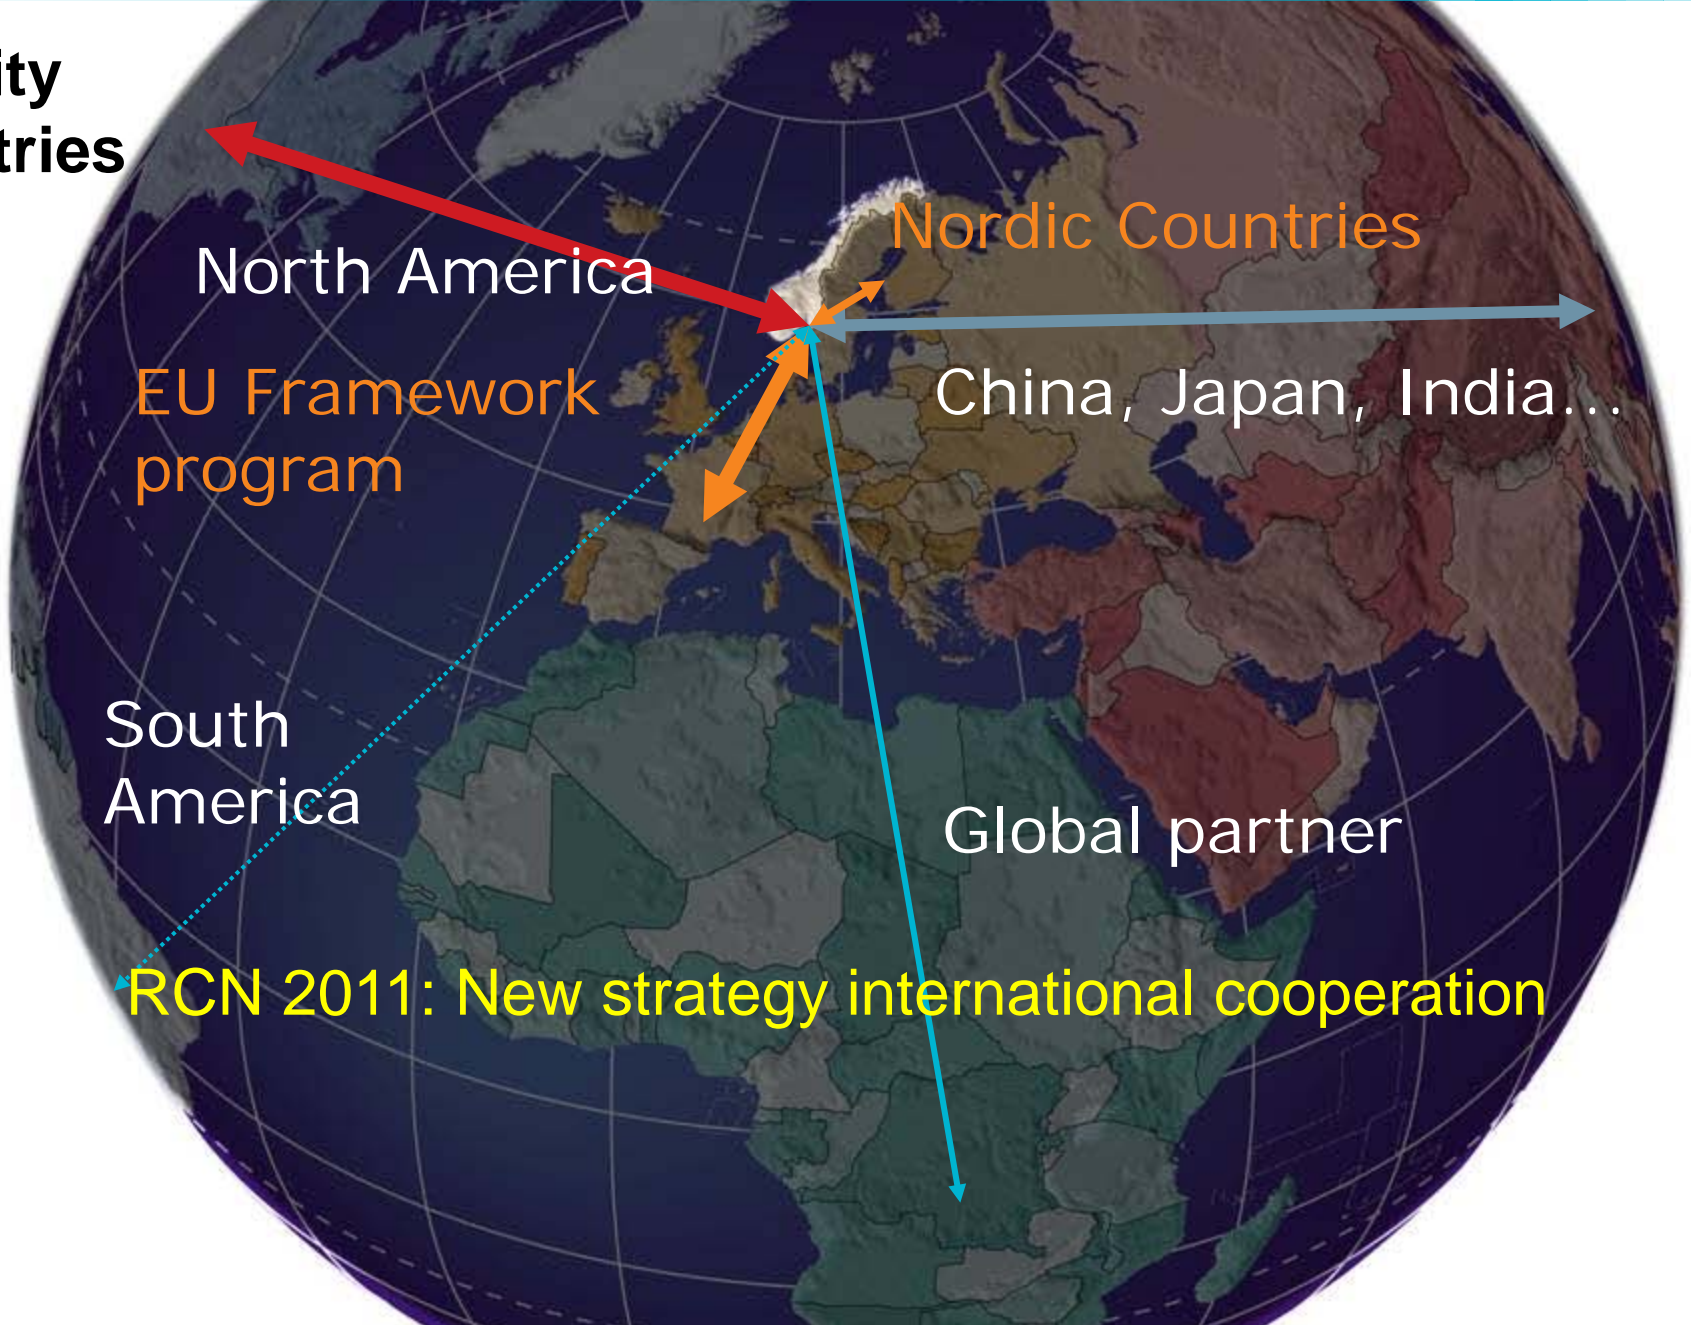 ity
tries
Nordic Countries
North America
EU Framework
program
China, Japan, India...
South
America
Global partner
RCN 2011: New strategy international cooperation